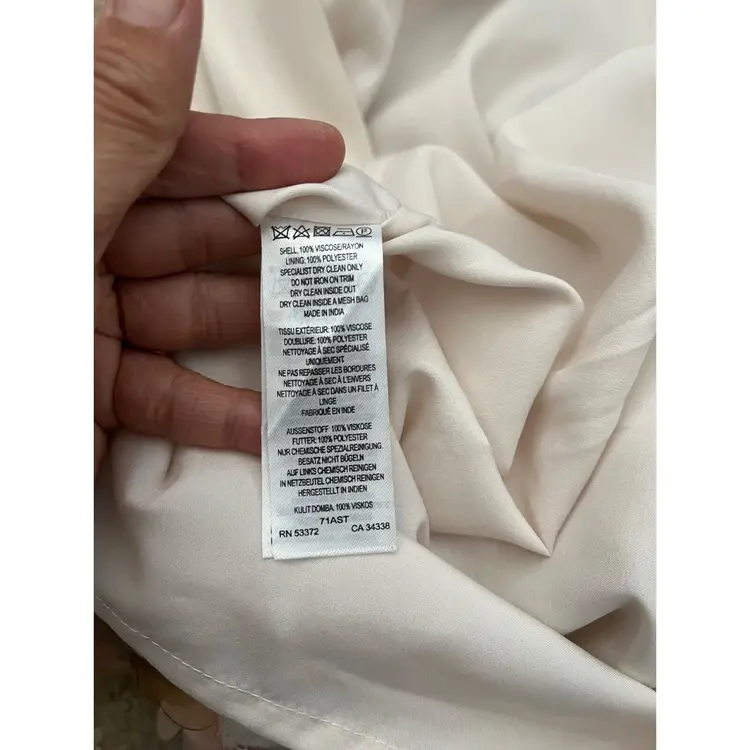 SHELL: 100% VISCOSE/RAYON
LINING: 100% POLYESTER
SPECIALIST DRY CLEAN ONLY
DO NOT IRON ON TRIM
DRY CLEAN INSIDE OUT
DRY CLEAN INSIDE A MESH BAG
MADE IN INDIA
TISSU EXTÉRIEUR: 100% VISCOSE
DOUBLURE: 100% POLYESTER
NETTOYAGE À SEC SPÉCIALISÉ
UNIQUEMENT
NE PAS REPASSER LES BORDURES
NETTOYAGE À SEC À L'ENVERS
NETTOYAGE À SEC DANS UN FILET À
LINGE
FABRIQUÉ EN INDE
AUSSENSTOFF: 100% VISKOSE
FUTTER: 100% POLYESTER
NUR CHEMISCHE SPEZIALREINIGUNG.
BESATZ NICHT BÜGELN
AUF LINKS CHEMISCH REINIGEN
IN NETZBEUTEL CHEMISCH REINIGEN
HERGESTELLT IN INDIEN
KULIT DOMBA: 100% VISKOS
71AST
RN 53372 CA 34338